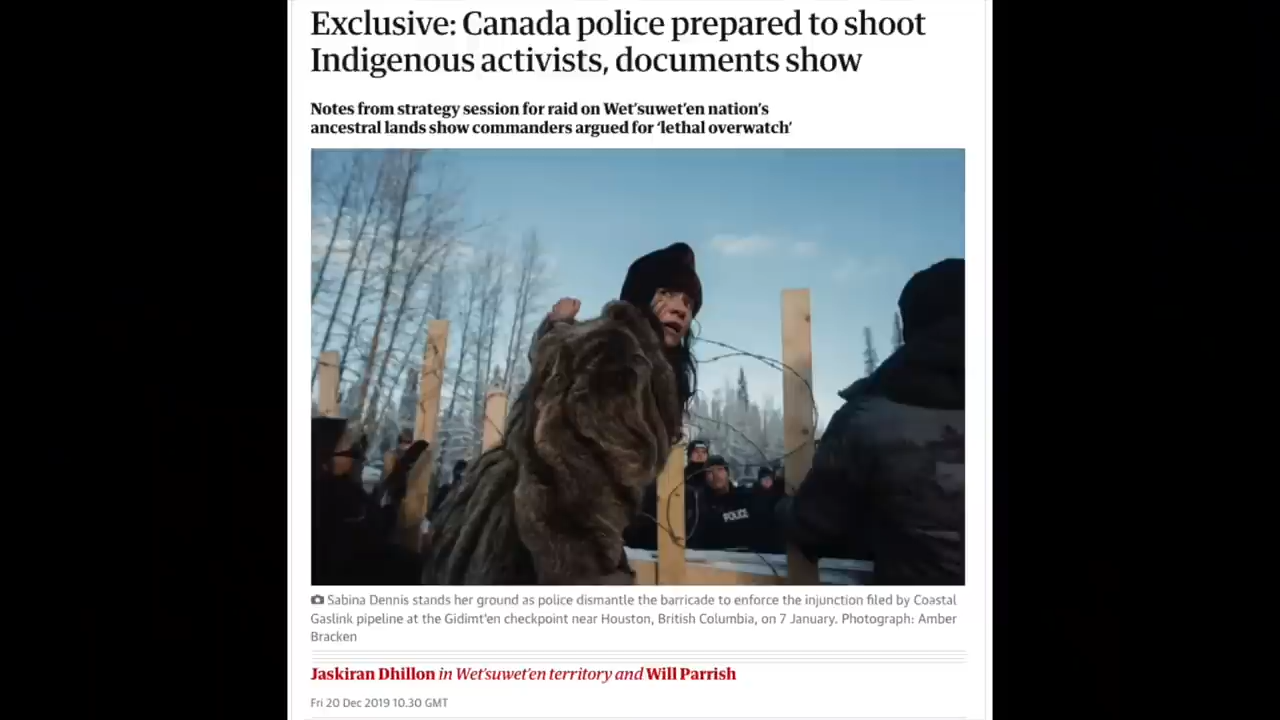 Exclusive: Canada police prepared to shoot
Indigenous activists, documents show
Notes from strategy session for raid on Wet'suwet'en nation's
ancestral lands show commanders argued for 'lethal overwatch'
POLICE
Sabina Dennis stands her ground as police dismantle the barricade to enforce the injunction filed by Coastal
Gaslink pipeline at the Gidimt'en checkpoint near Houston, British Columbia, on 7 January. Photograph: Amber
Bracken
Jaskiran Dhillon in Wet'suwet'en territory and Will Parrish
Fri 20 Dec 2019 10.30 GMT